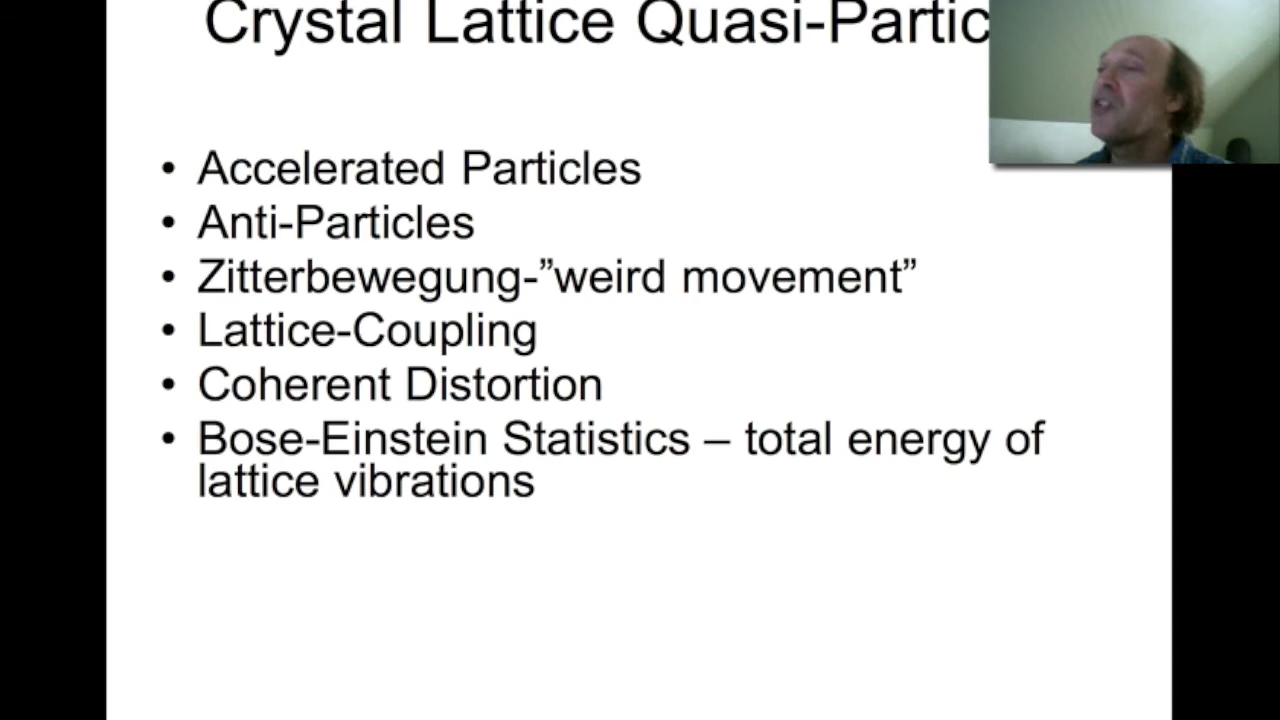 Crystal Lattice Quasi-Partic
• Accelerated Particles
• Anti-Particles
• Zitterbewegung-”weird movement”
• Lattice-Coupling
• Coherent Distortion
• Bose-Einstein Statistics – total energy of
lattice vibrations